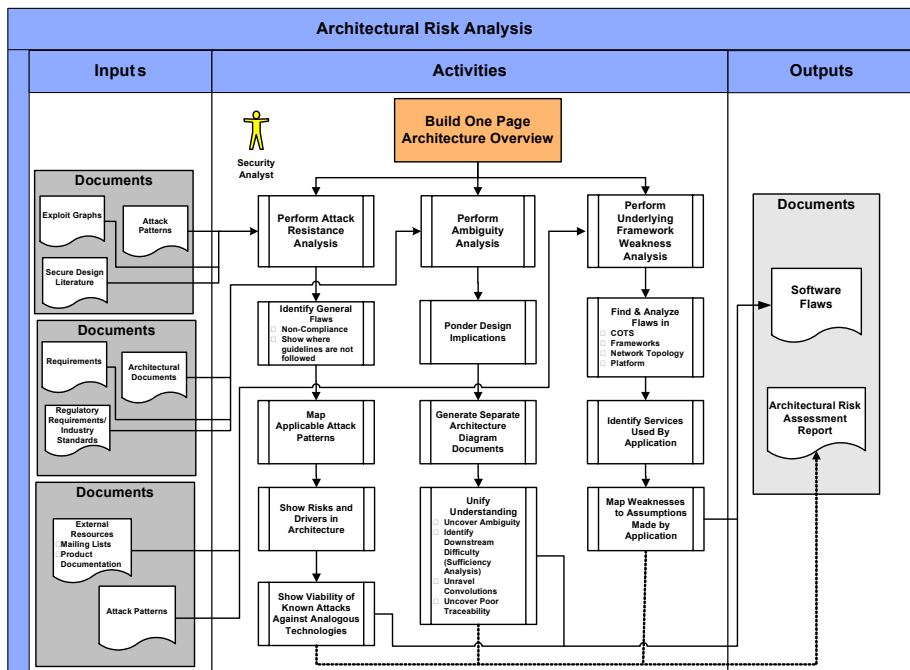 Architectural Risk Analysis
Inputs
Activities
Outputs
Build One Page
Architecture Overview
Security
Analyst
Documents
Exploit Graphs
Attack
Patterns
Secure Design
Literature
Documents
Requirements
Architectural
Documents
Regulatory
Requirements/
Industry
Standards
Documents
External
Resources
Mailing Lists
Product
Documentation
Attack Patterns
Perform Attack
Resistance
Analysis
Identify General
Flaws
Non-Compliance
Show where
guidelines are not
followed
Map
Applicable Attack
Patterns
Show Risks and
Drivers in
Architecture
Show Viability of
Known Attacks
Against Analogous
Technologies
Perform
Ambiguity
Analysis
Ponder Design
Implications
Generate Separate
Architecture
Diagram
Documents
Unify
Understanding
Uncover Ambiguity
Identify
Downstream
Difficulty
(Sufficiency
Analysis)
Unravel
Convolutions
Uncover Poor
Traceability
Perform
Underlying
Framework
Weakness
Analysis
Find & Analyze
Flaws in
COTS
Frameworks
Network Topology
Platform
Identify Services
Used By
Application
Map Weaknesses
to Assumptions
Made by
Application
Documents
Software
Flaws
Architectural Risk
Assessment
Report